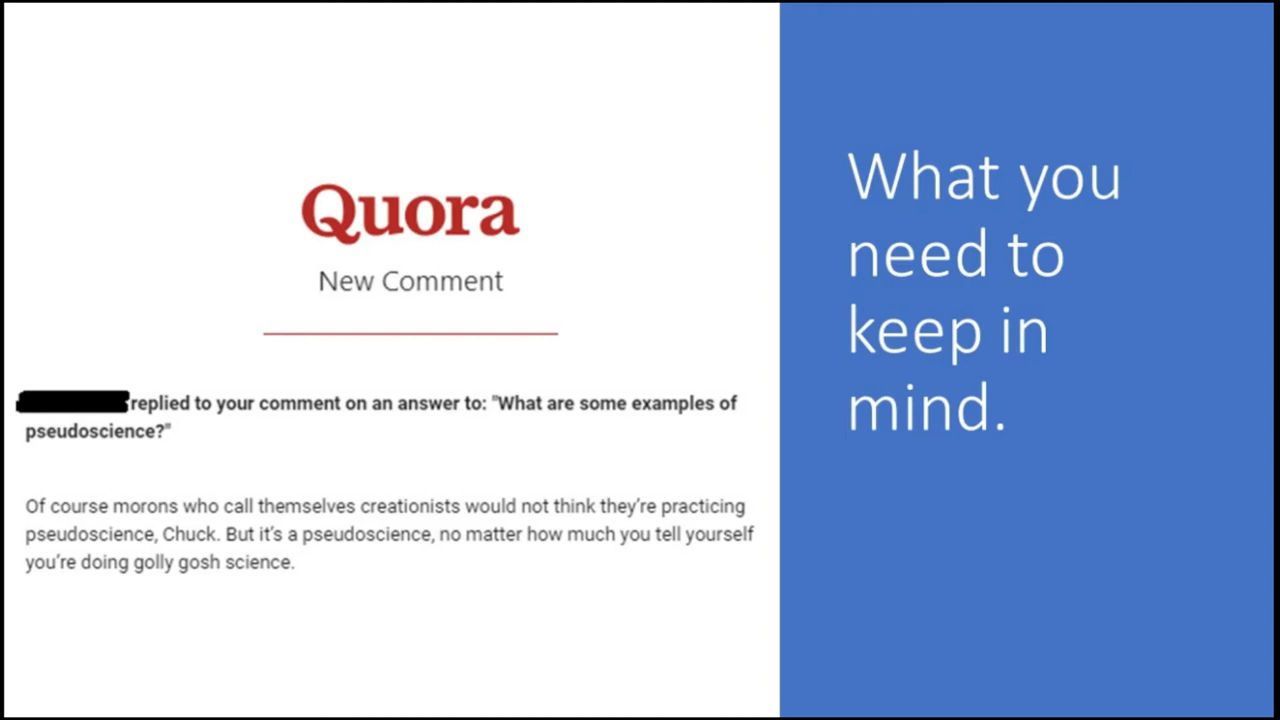 Quora
New Comment
replied to your comment on an answer to: "What are some examples of
pseudoscience?"
Of course morons who call themselves creationists would not think they're practicing
pseudoscience, Chuck. But it's a pseudoscience, no matter how much you tell yourself
you're doing golly gosh science.
What you
need to
keep in
mind.